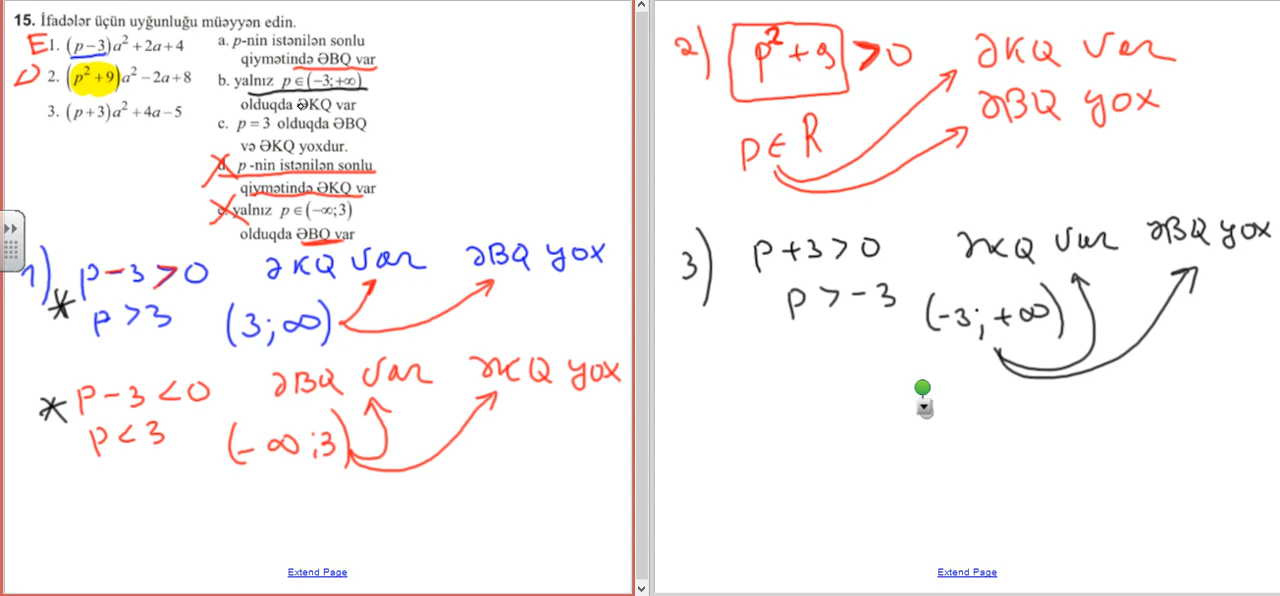 15. İfadələr üçün uyğunluğu müəyyən edin.
E 1. (p−3)a² + 2a + 4
D 2. (p² + 9)a² − 2a + 8
3. (p+3)a² + 4a − 5
a. p-nin istənilən sonlu
qiymətində ƏBQ var
b. yalnız p∈(−3;+∞)
olduqda ƏKQ var
c. p = 3 olduqda ƏBQ
və ƏKQ yoxdur.
d. p -nin istənilən sonlu
qiymətində ƏKQ var
e. yalnız p∈(−∞;3)
olduqda ƏBQ var
1) p−3>0 ƏKQ var ƏBQ yox
* p>3 (3; ∞)
* p−3<0 ƏBQ var ƏKQ yox
p<3 (−∞;3)
Extend Page
2) p²+9 >0 ƏKQ var
ƏBQ yox
p∈R
3) p+3>0 ƏKQ var ƏBQ yox
p>−3 (−3; +∞)
Extend Page